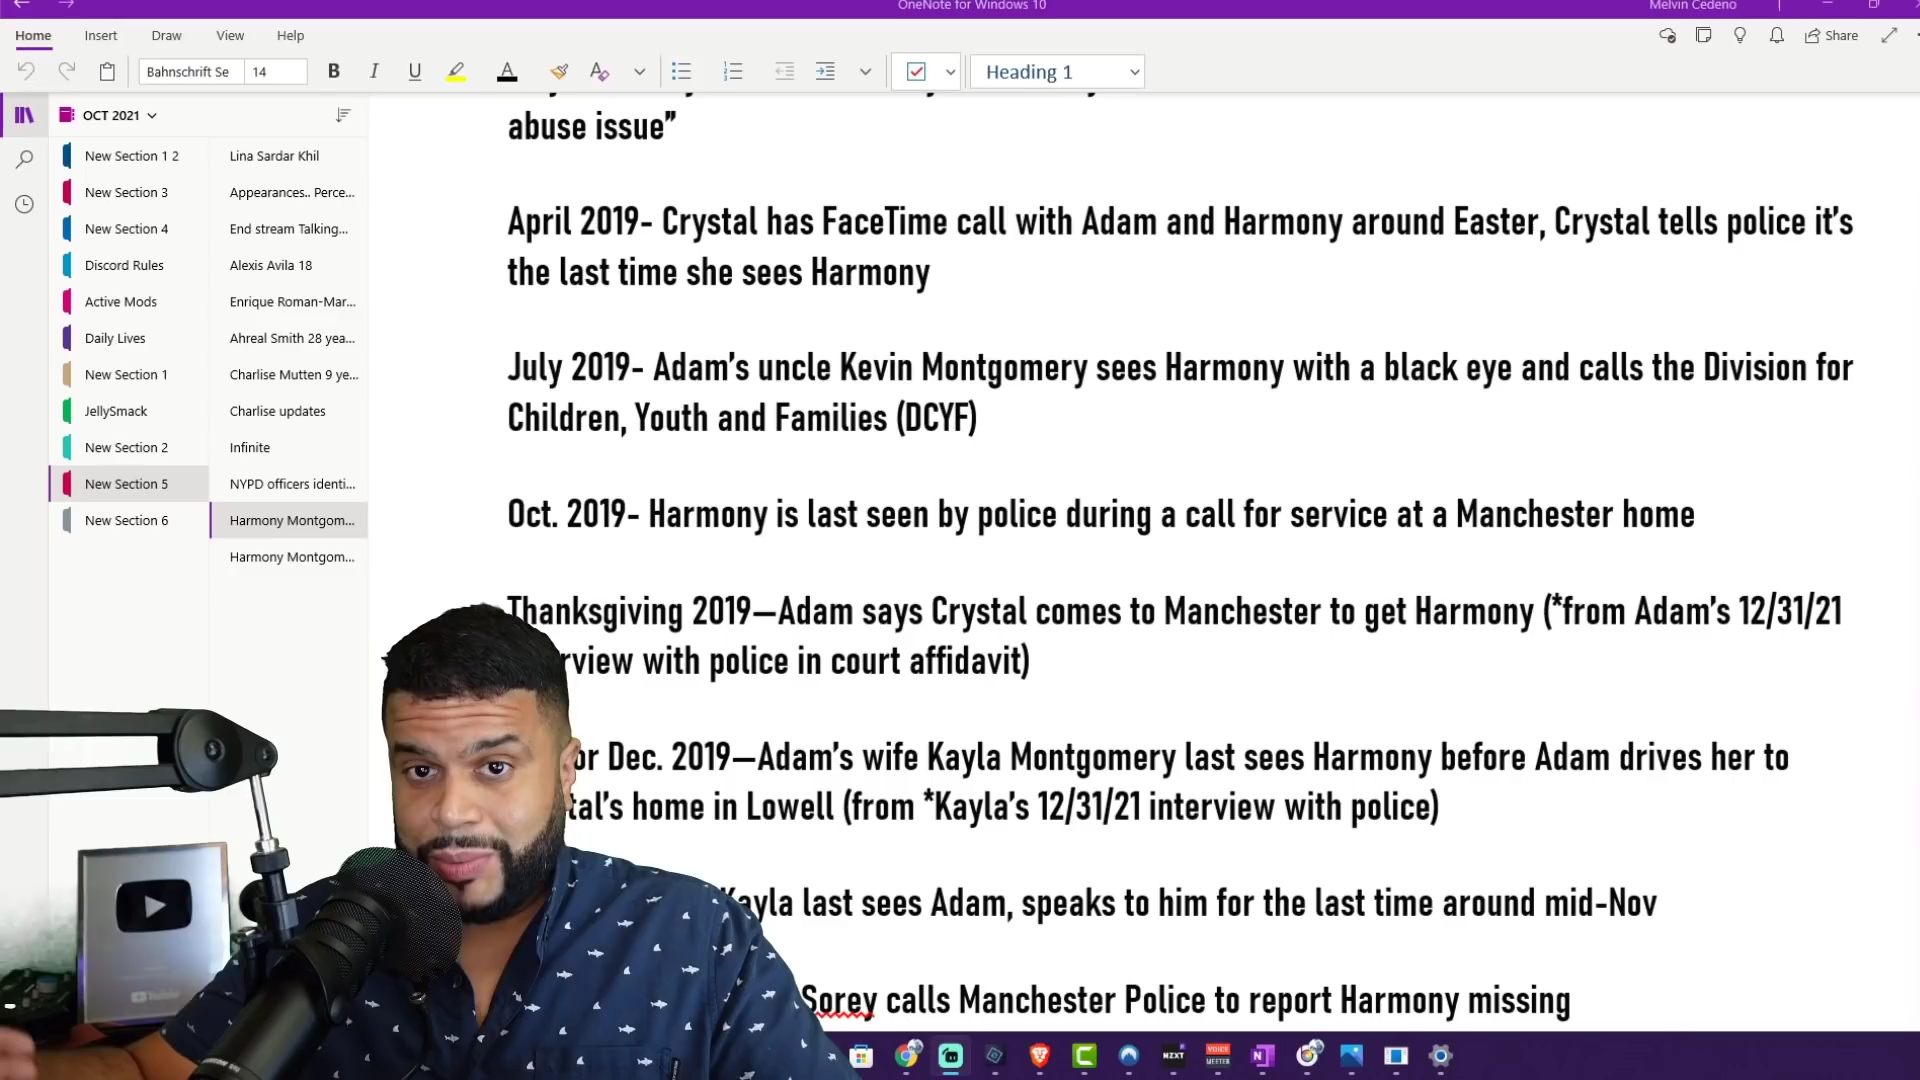 OneNote for Windows 10
Melvin Cedeno
Home Insert Draw View Help
Share
Bahnschrift Se 14
B I U
Heading 1
OCT 2021
New Section 1 2
New Section 3
New Section 4
Discord Rules
Active Mods
Daily Lives
New Section 1
JellySmack
New Section 2
New Section 5
New Section 6
Lina Sardar Khil
Appearances.. Perce...
End stream Talking...
Alexis Avila 18
Enrique Roman-Mar...
Ahreal Smith 28 yea...
Charlise Mutten 9 ye...
Charlise updates
Infinite
NYPD officers identi...
Harmony Montgom...
Harmony Montgom...
abuse issue”
April 2019- Crystal has FaceTime call with Adam and Harmony around Easter, Crystal tells police it’s
the last time she sees Harmony
July 2019- Adam’s uncle Kevin Montgomery sees Harmony with a black eye and calls the Division for
Children, Youth and Families (DCYF)
Oct. 2019- Harmony is last seen by police during a call for service at a Manchester home
Thanksgiving 2019—Adam says Crystal comes to Manchester to get Harmony (*from Adam’s 12/31/21
rview with police in court affidavit)
or Dec. 2019—Adam’s wife Kayla Montgomery last sees Harmony before Adam drives her to
tal’s home in Lowell (from *Kayla’s 12/31/21 interview with police)
Kayla last sees Adam, speaks to him for the last time around mid-Nov
Sorey calls Manchester Police to report Harmony missing
YouTube
NZXT
VOICE
MEETER